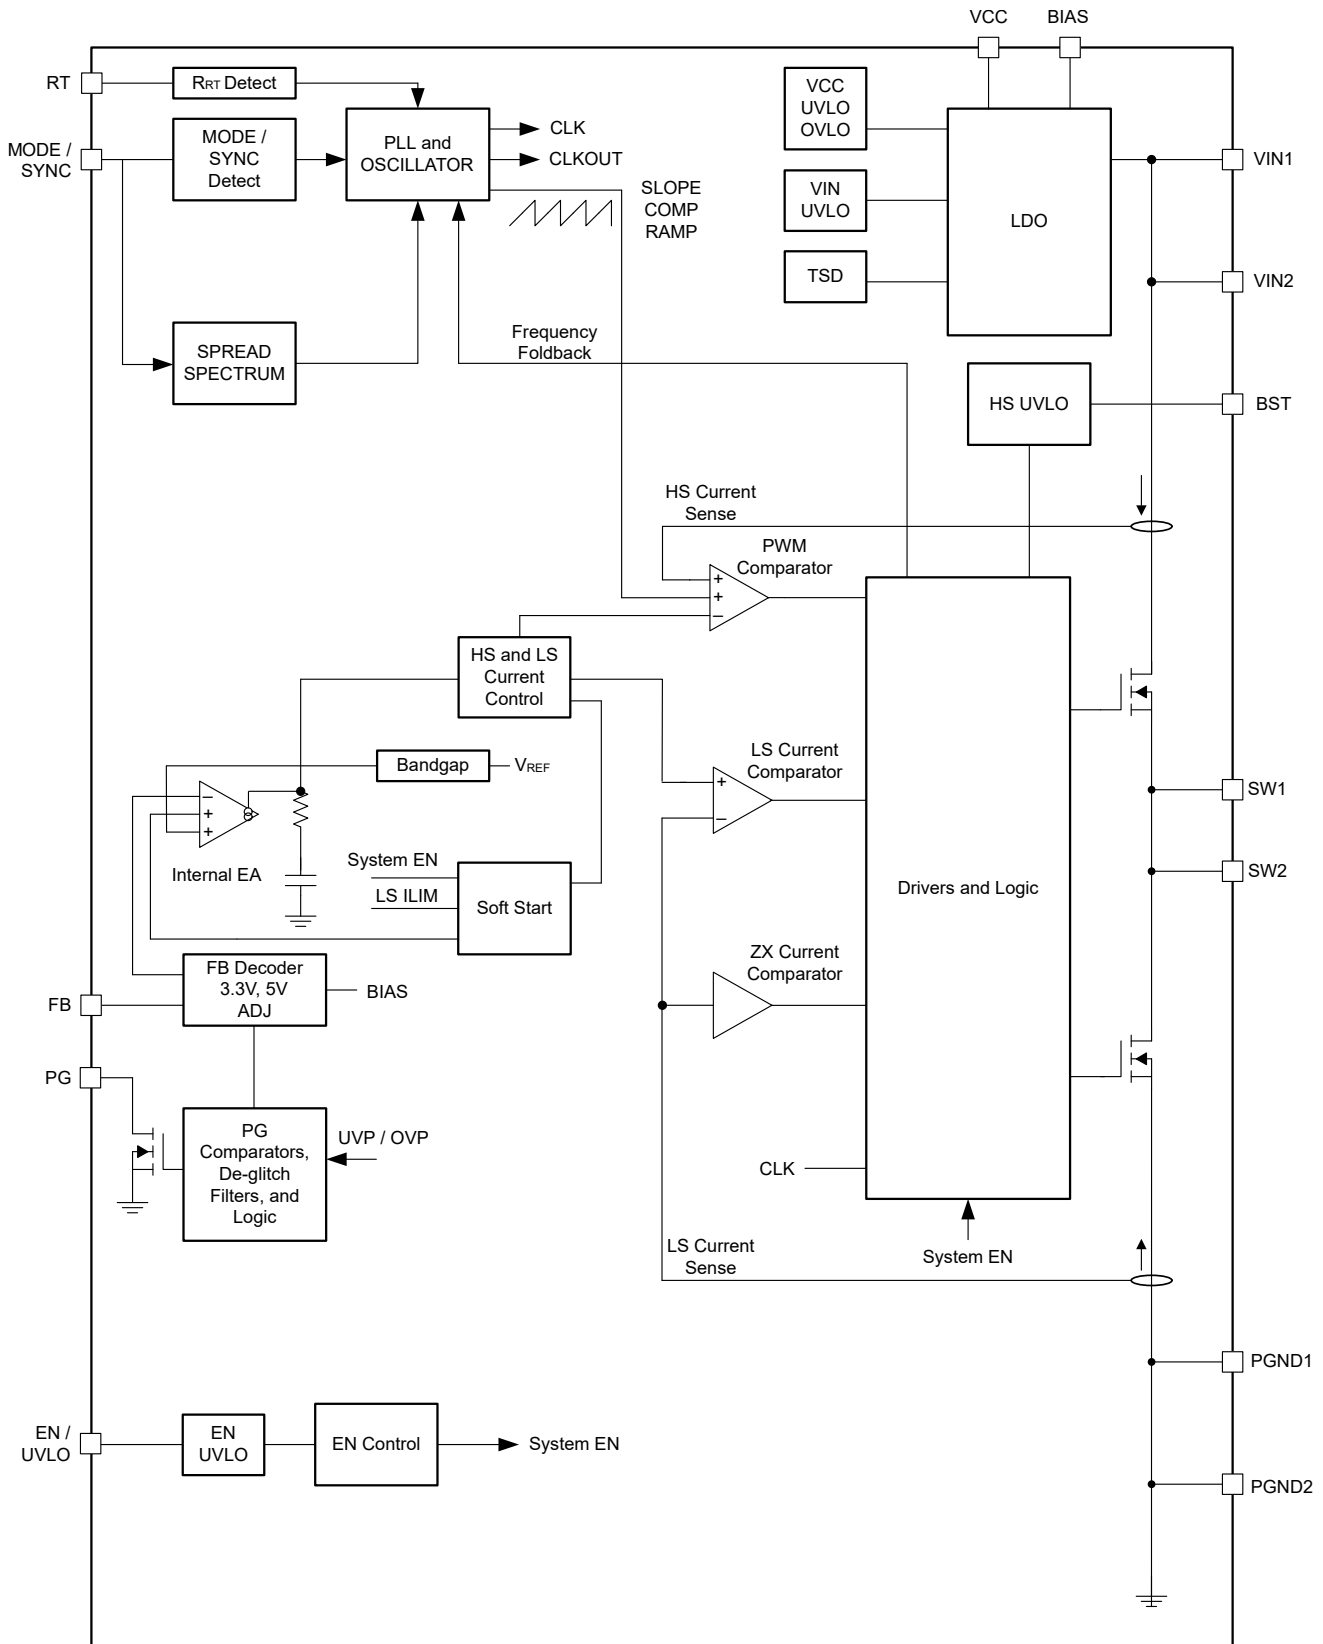 VCC
BIAS
RT
RRT Detect
MODE /
SYNC
MODE /
SYNC
Detect
PLL and
OSCILLATOR
CLK
CLKOUT
SLOPE
COMP
RAMP
VCC
UVLO
OVLO
VIN
UVLO
TSD
LDO
VIN1
VIN2
SPREAD
SPECTRUM
Frequency
Foldback
HS UVLO
BST
HS Current
Sense
PWM
Comparator
+
+
−
HS and LS
Current
Control
Bandgap
VREF
−
+
+
Internal EA
LS Current
Comparator
+
−
SW1
SW2
System EN
LS ILIM
Soft Start
Drivers and Logic
ZX Current
Comparator
FB Decoder
3.3V, 5V
ADJ
BIAS
FB
PG
PG
Comparators,
De-glitch
Filters, and
Logic
UVP / OVP
CLK
System EN
LS Current
Sense
PGND1
PGND2
EN /
UVLO
EN
UVLO
EN Control
System EN